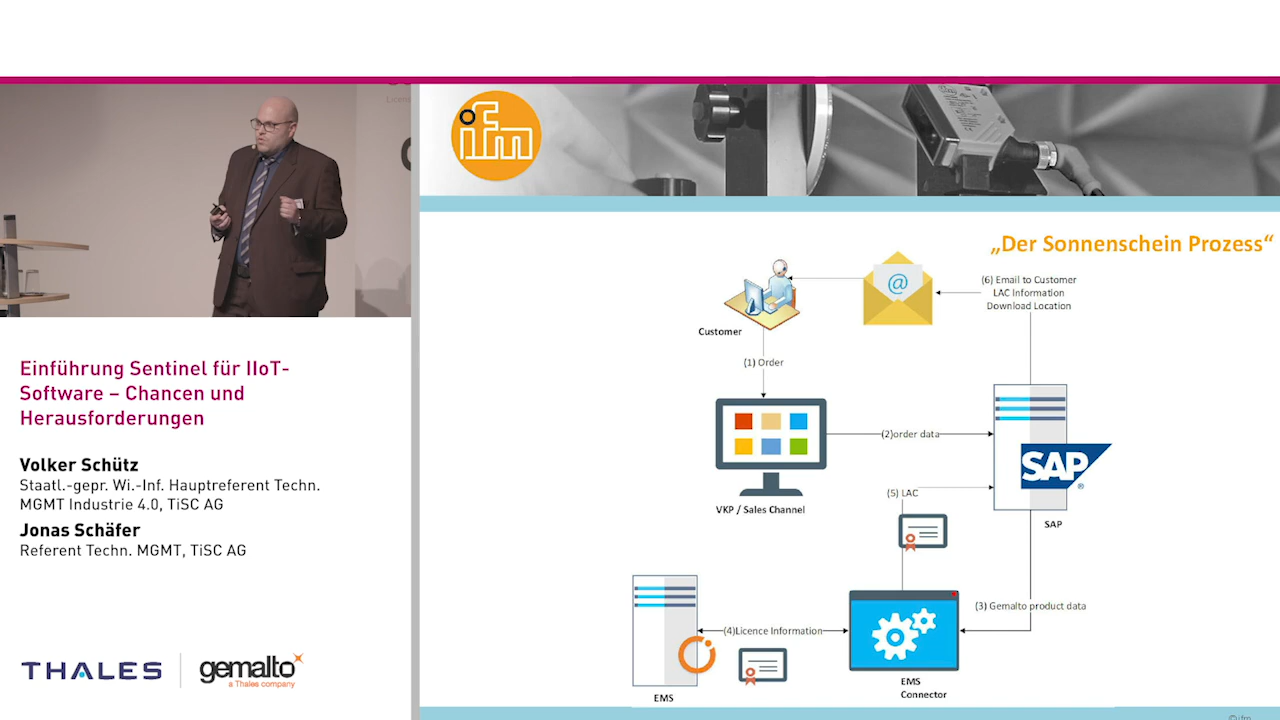 ifm
„Der Sonnenschein Prozess“
(6) Email to Customer
LAC Information
Download Location
@
Customer
(1) Order
(2)order data
SAP
®
(5) LAC
VKP / Sales Channel
SAP
(3) Gemalto product data
(4)Licence Information
EMS
Connector
EMS
©ifm
Einführung Sentinel für IIoT-
Software – Chancen und
Herausforderungen
Volker Schütz
Staatl.-gepr. Wi.-Inf. Hauptreferent Techn.
MGMT Industrie 4.0, TiSC AG
Jonas Schäfer
Referent Techn. MGMT, TiSC AG
THALES
gemalto
a Thales company